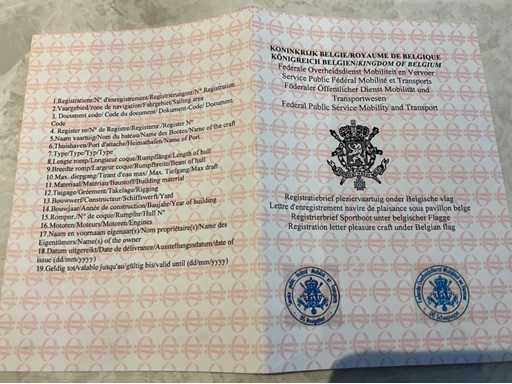 1.Registratienr/N° d'enregistrement/Registrierungsnr/N° Registration
2.Vaargebied/zone de navigation/Fahrgebiet/Sailing area
3. Document code/ Code du document/ Dokument-Code/ Document Code
4. Register nr/N° de Registre/Registernr./Register N°
5.Naam vaartuig/Nom du bateau/Name des Bootes/Name of the craft
6.Thuishaven/Port d'attache/Heimathafen/Name of Port
7.Type/Type/Typ/Type
8.Lengte romp/Longueur coque/Rumpflänge/Length of hull
9.Breedte romp/Largeur coque/Rumpfbreite/Beam of hull
10.Max. diepgang/Tirant d'eau max/ Max. Tiefgang/Max draft
11.Materiaal/Matériau/Baustoff/Building material
12.Tuigage/Gréement/Takelage/Rigging
13.Bouwwerf/Constructeur/Schiffswerft/Yard
14.Bouwjaar/Année de construction/Baujahr/Year of building
15.Rompnr./N° de coque/Rumpfnr/Hull N°
16.Motoren/Moteurs/Motoren/Engines
17.Naam en voornaam eigenaar(s)/Nom propriétaire(s)/Name des Eigentümers/Name(s) of the owner
18.Datum uitgereikt/Date de délivrance/Ausstellungsdatum/date of issue (dd/mm/yyyy)
19.Geldig tot/valable jusqu'au/gültig bis/valid until (dd/mm/yyyy)
KONINKRIJK BELGIE/ROYAUME DE BELGIQUE
KÖNIGREICH BELGIEN/KINGDOM OF BELGIUM
Federale Overheidsdienst Mobiliteit en Vervoer
Service Public Fédéral Mobilité et Transports
Föderaler Öffentlicher Dienst Mobilität und
Transportwesen
Federal Public Service Mobility and Transport
Registratiebrief pleziervaartuig onder Belgische vlag
Lettre d'enregistrement navire de plaisance sous pavillon belge
Registrierbrief Sportboot unter belgischer Flagge
Registration letter pleasure craft under Belgian flag